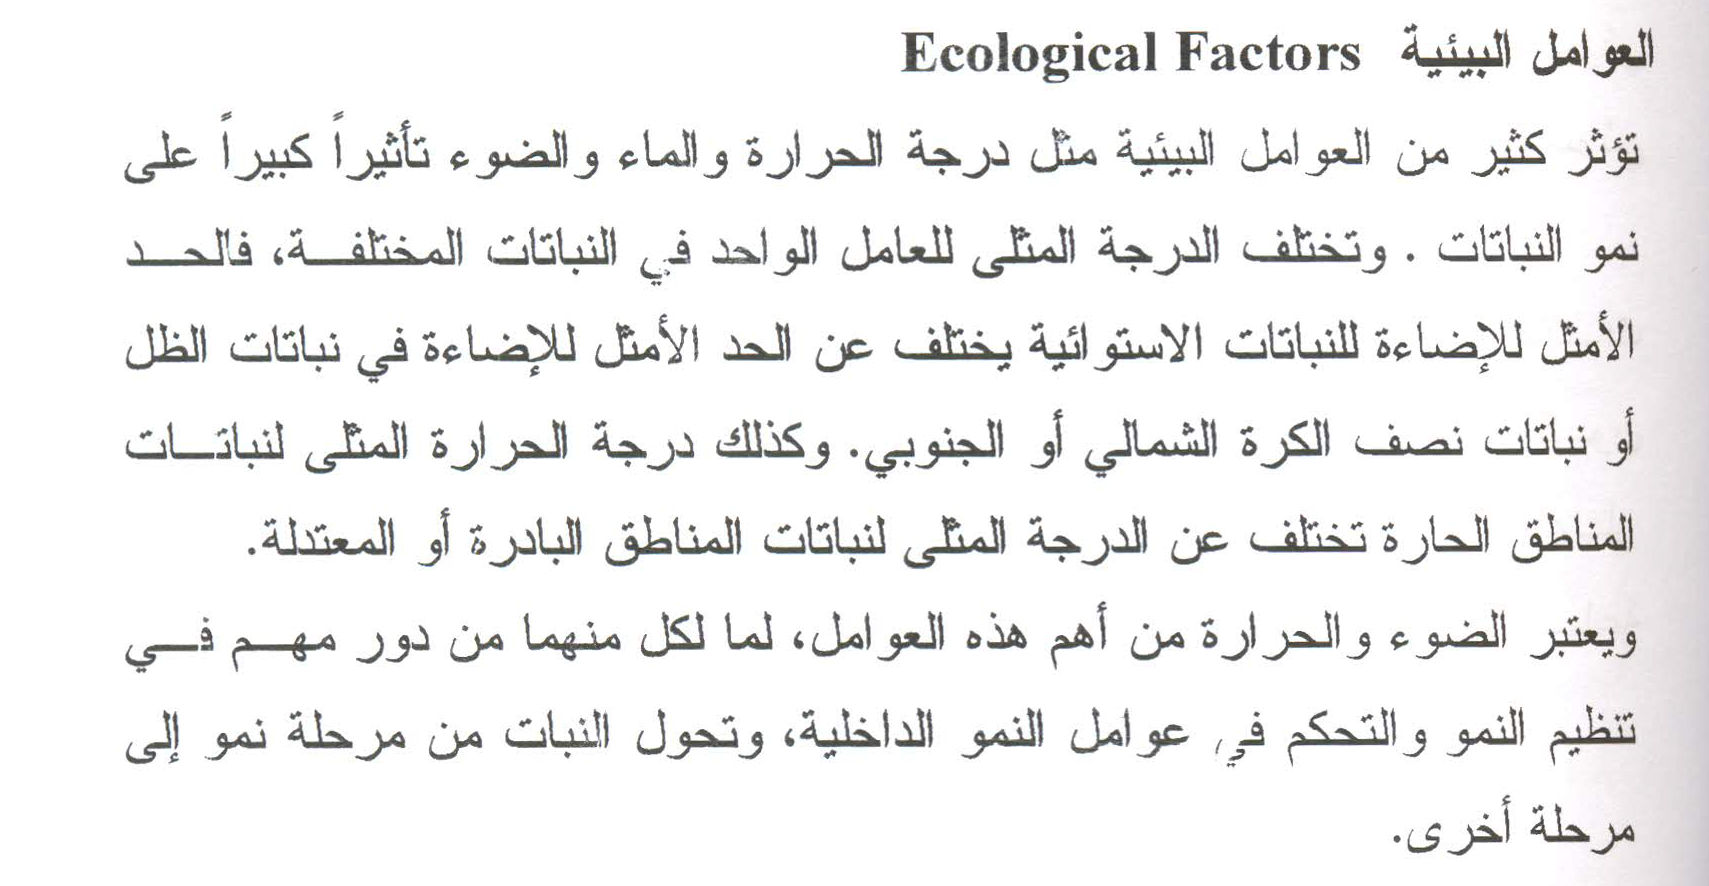 العوامل البيئية Ecological Factors
تؤثر كثير من العوامل البيئية مثل درجة الحرارة والماء والضوء تأثيراً كبيراً على
نمو النباتات . وتختلف الدرجة المثلى للعامل الواحد في النباتات المختلفة، فالحد
الأمثل للإضاءة للنباتات الاستوائية يختلف عن الحد الأمثل للإضاءة في نباتات الظل
أو نباتات نصف الكرة الشمالي أو الجنوبي. وكذلك درجة الحرارة المثلى لنباتات
المناطق الحارة تختلف عن الدرجة المثلى لنباتات المناطق البادرة أو المعتدلة.
ويعتبر الضوء والحرارة من أهم هذه العوامل، لما لكل منهما من دور مهم في
تنظيم النمو والتحكم في عوامل النمو الداخلية، وتحول النبات من مرحلة نمو إلى
مرحلة أخرى.